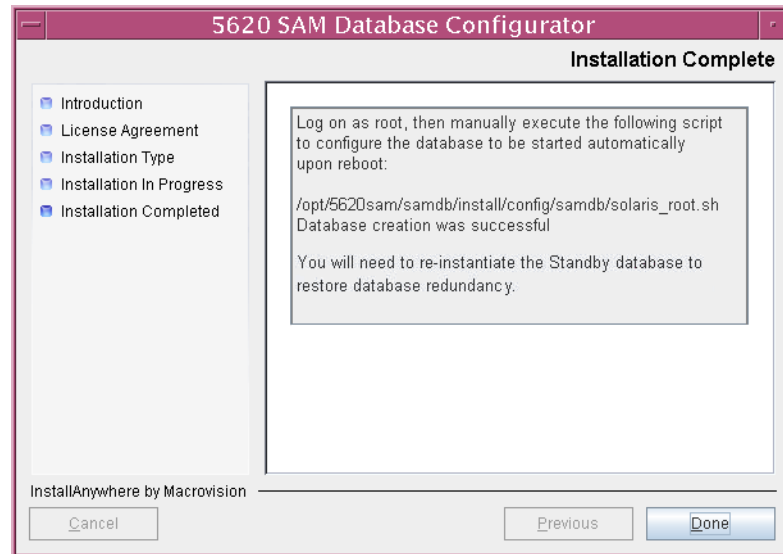 5620 SAM Database Configurator
Installation Complete
Introduction
License Agreement
Installation Type
Installation In Progress
Installation Completed
Log on as root, then manually execute the following script
to configure the database to be started automatically
upon reboot:
/opt/5620sam/samdb/install/config/samdb/solaris_root.sh
Database creation was successful
You will need to re-instantiate the Standby database to
restore database redundancy.
InstallAnywhere by Macrovision
Cancel
Previous
Done